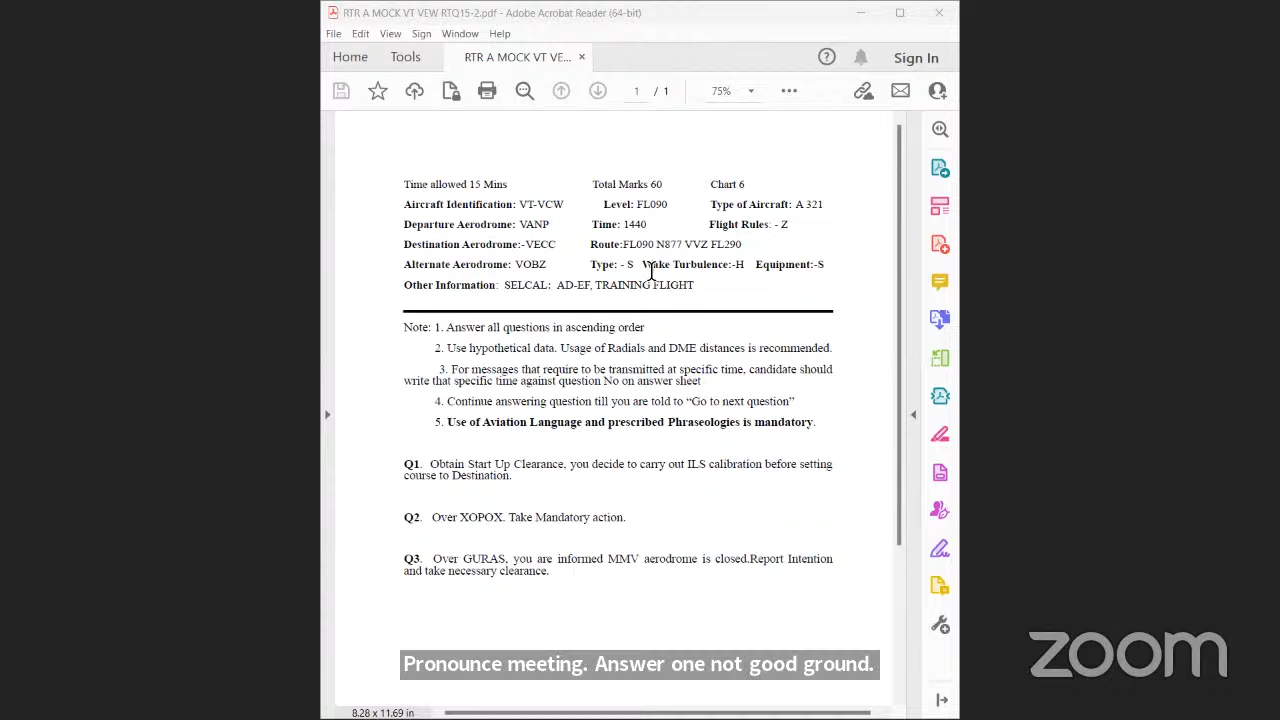 RTR A MOCK VT VEW RTQ15-2.pdf - Adobe Acrobat Reader (64-bit)
File Edit View Sign Window Help
Home Tools RTR A MOCK VT VE... × Sign In
1 / 1 75%
Time allowed 15 Mins Total Marks 60 Chart 6
Aircraft Identification: VT-VCW Level: FL090 Type of Aircraft: A 321
Departure Aerodrome: VANP Time: 1440 Flight Rules: - Z
Destination Aerodrome:-VECC Route:FL090 N877 VVZ FL290
Alternate Aerodrome: VOBZ Type: - S Wake Turbulence:-H Equipment:-S
Other Information: SELCAL: AD-EF, TRAINING FLIGHT
Note: 1. Answer all questions in ascending order
2. Use hypothetical data. Usage of Radials and DME distances is recommended.
3. For messages that require to be transmitted at specific time, candidate should
write that specific time against question No on answer sheet
4. Continue answering question till you are told to “Go to next question”
5. Use of Aviation Language and prescribed Phraseologies is mandatory.
Q1. Obtain Start Up Clearance, you decide to carry out ILS calibration before setting
course to Destination.
Q2. Over XOPOX. Take Mandatory action.
Q3. Over GURAS, you are informed MMV aerodrome is closed.Report Intention
and take necessary clearance.
Pronounce meeting. Answer one not good ground.
zoom
8.28 x 11.69 in